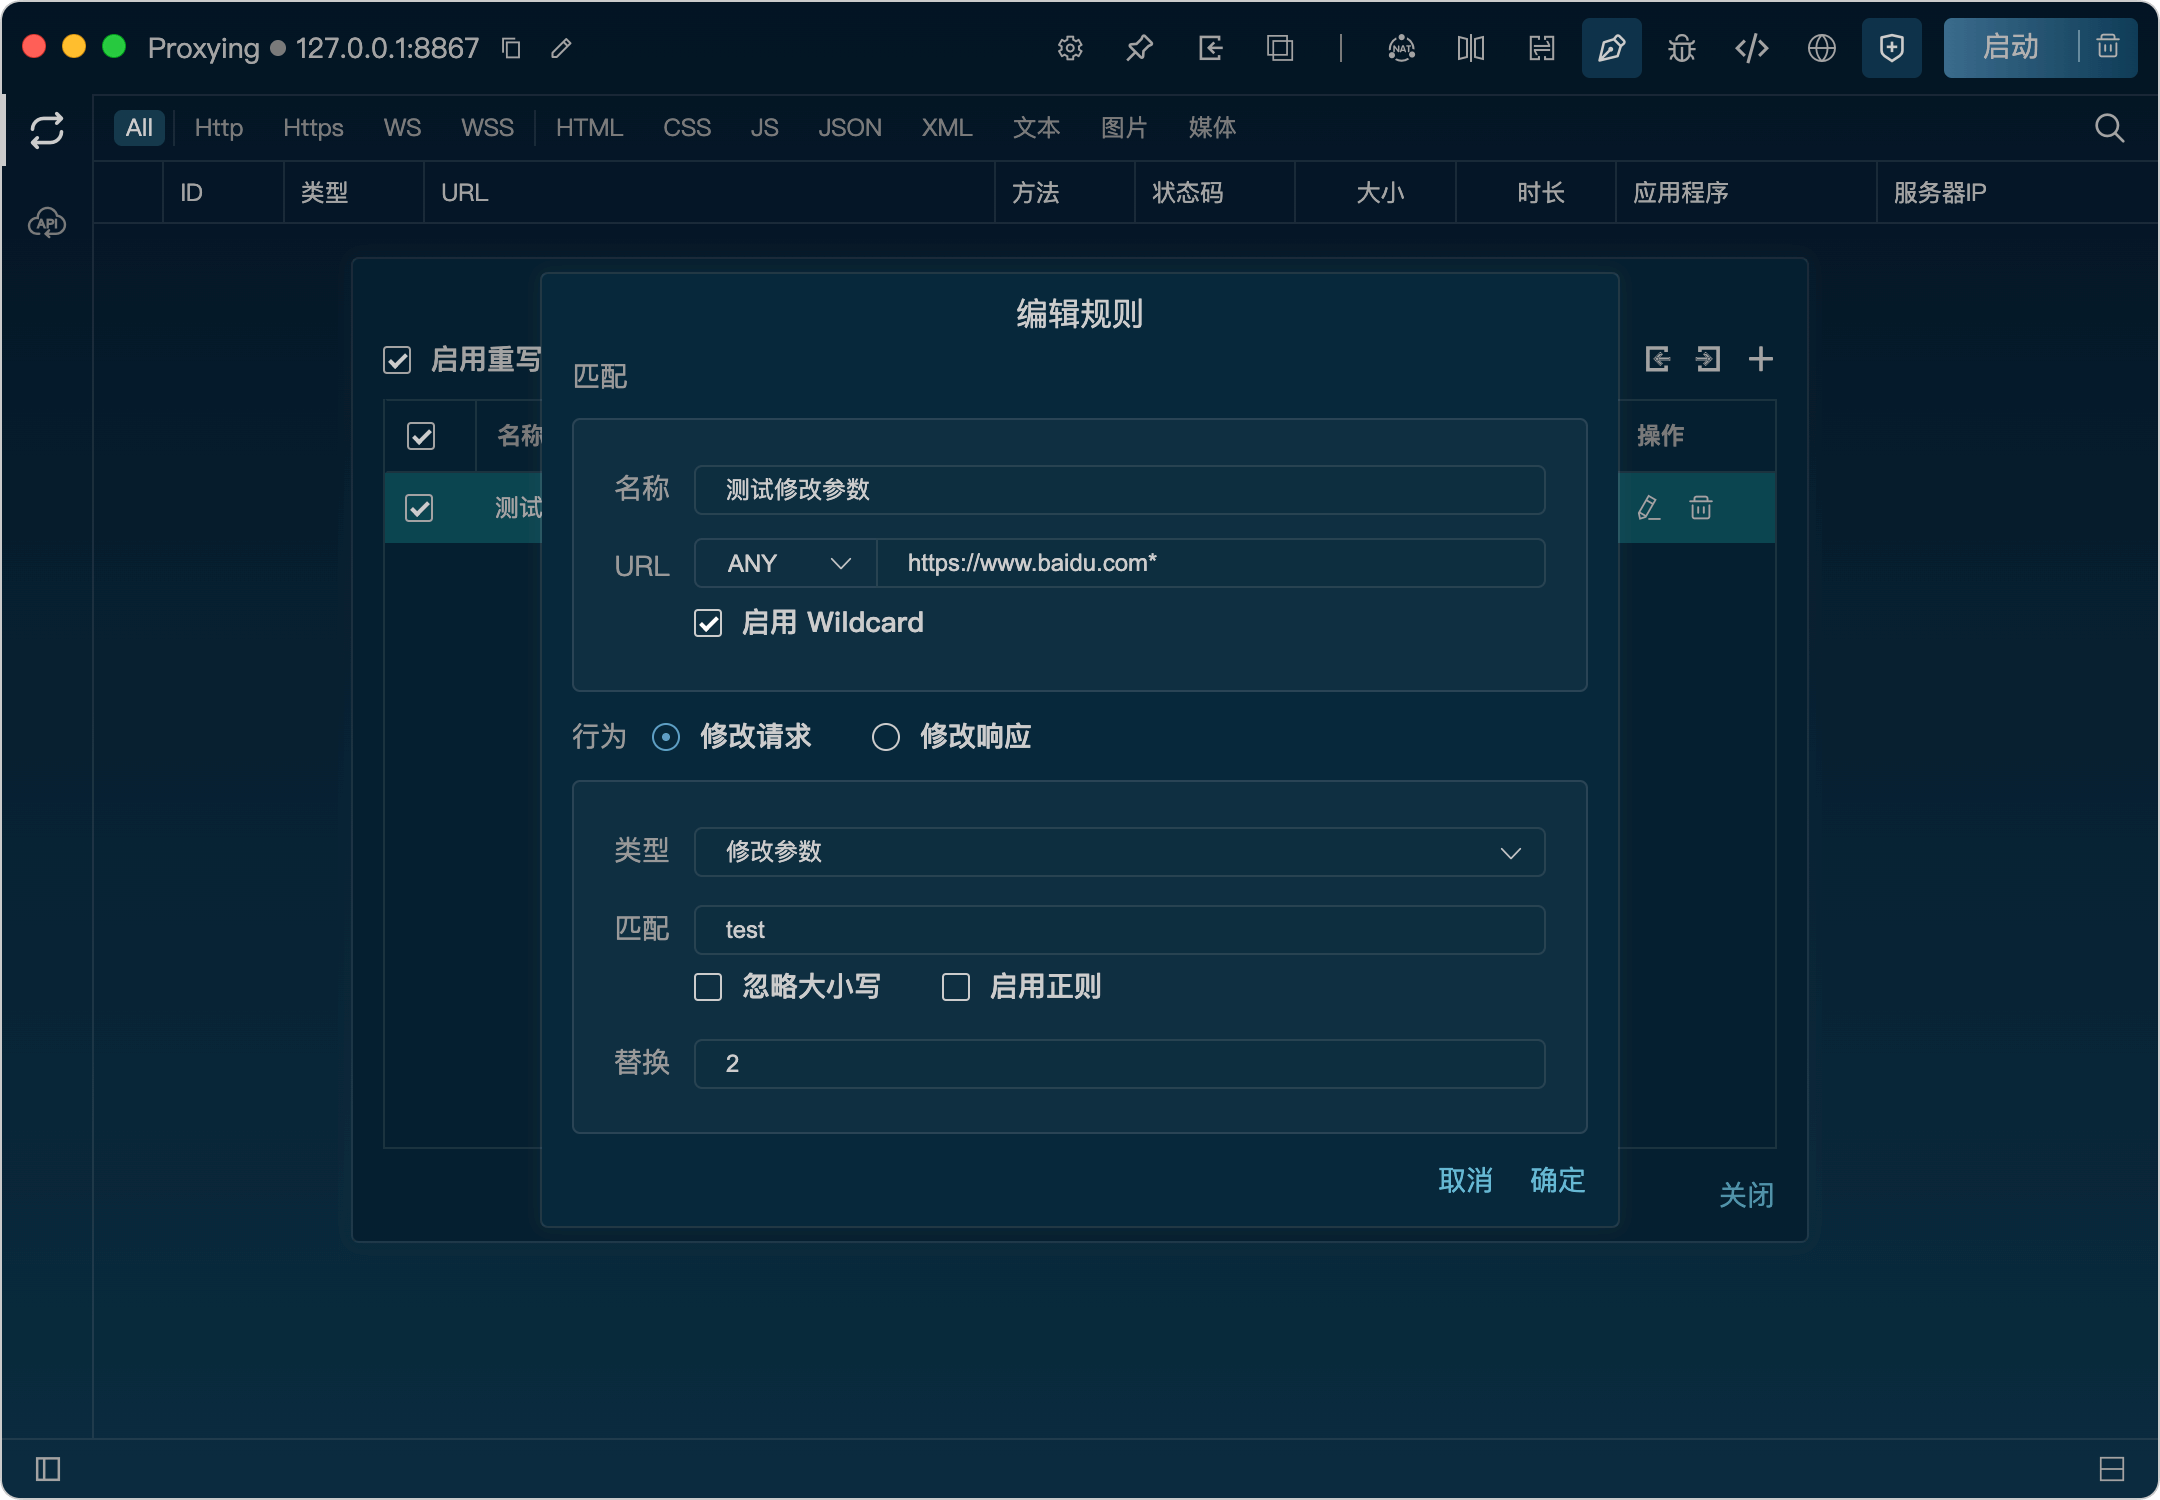 Proxying 127.0.0.1:8867 NAT 启动
All Http Https WS WSS HTML CSS JS JSON XML 文本 图片 媒体
ID 类型 URL 方法 状态码 大小 时长 应用程序 服务器IP
API
编辑规则
启用重写
匹配
名称 操作
名称 测试修改参数
测试
URL ANY https://www.baidu.com*
启用 Wildcard
行为 修改请求 修改响应
类型 修改参数
匹配 test
忽略大小写 启用正则
替换 2
取消 确定
关闭